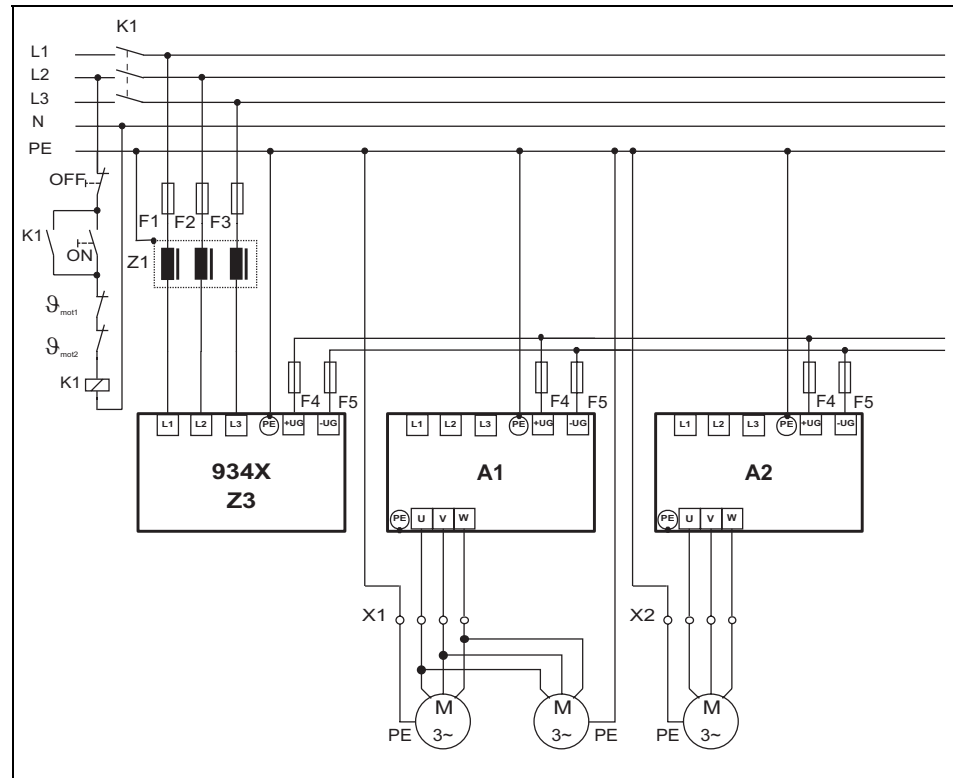 K1
L1
L2
L3
N
PE
OFF
F1 F2 F3
K1
ON
Z1
ϑmot1
ϑmot2
K1
F4 F5
F4 F5
F4 F5
L1 L2 L3 PE +UG -UG
L1 L2 L3 PE +UG -UG
L1 L2 L3 PE +UG -UG
934X
Z3
A1
A2
PE U V W
PE U V W
X1
X2
M
3~
PE
M
3~
PE
M
3~
PE